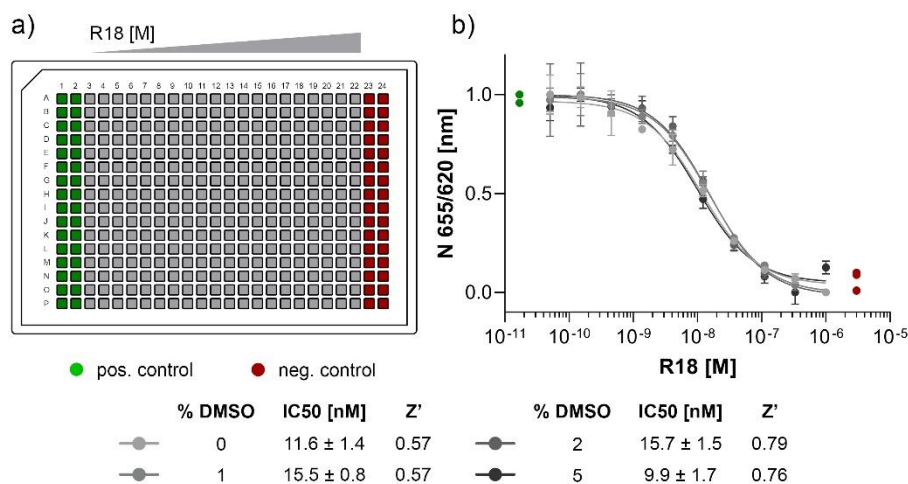 a)
R18 [M]
1 2 3 4 5 6 7 8 9 10 11 12 13 14 15 16 17 18 19 20 21 22 23 24
A
B
C
D
E
F
G
H
I
J
K
L
M
N
O
P
pos. control neg. control
b)
N 655/620 [nm]
1.0
0.5
0.0
10⁻¹¹ 10⁻¹⁰ 10⁻⁹ 10⁻⁸ 10⁻⁷ 10⁻⁶ 10⁻⁵
R18 [M]
% DMSO IC50 [nM] Z' % DMSO IC50 [nM] Z'
0 11.6 ± 1.4 0.57 2 15.7 ± 1.5 0.79
1 15.5 ± 0.8 0.57 5 9.9 ± 1.7 0.76